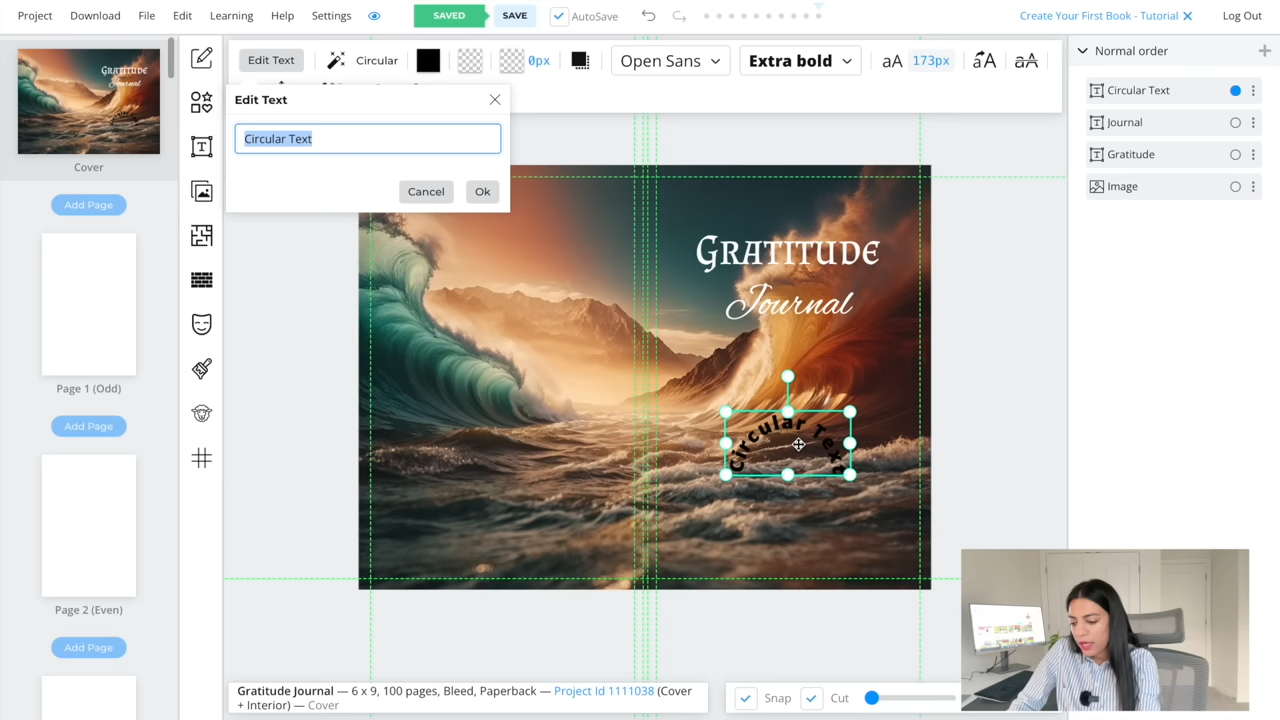 Project Download File Edit Learning Help Settings SAVED SAVE AutoSave Create Your First Book - Tutorial Log Out
Edit Text Circular 0px Open Sans Extra bold aA 173px
Normal order
Edit Text
Circular Text
Cancel Ok
Circular Text
Journal
Gratitude
Image
GRATITUDE
Journal
Cover
Add Page
GRATITUDE
Journal
Circular Text
Page 1 (Odd)
Add Page
Page 2 (Even)
Add Page
Gratitude Journal — 6 x 9, 100 pages, Bleed, Paperback — Project Id 1111038 (Cover
+ Interior) — Cover
Snap Cut